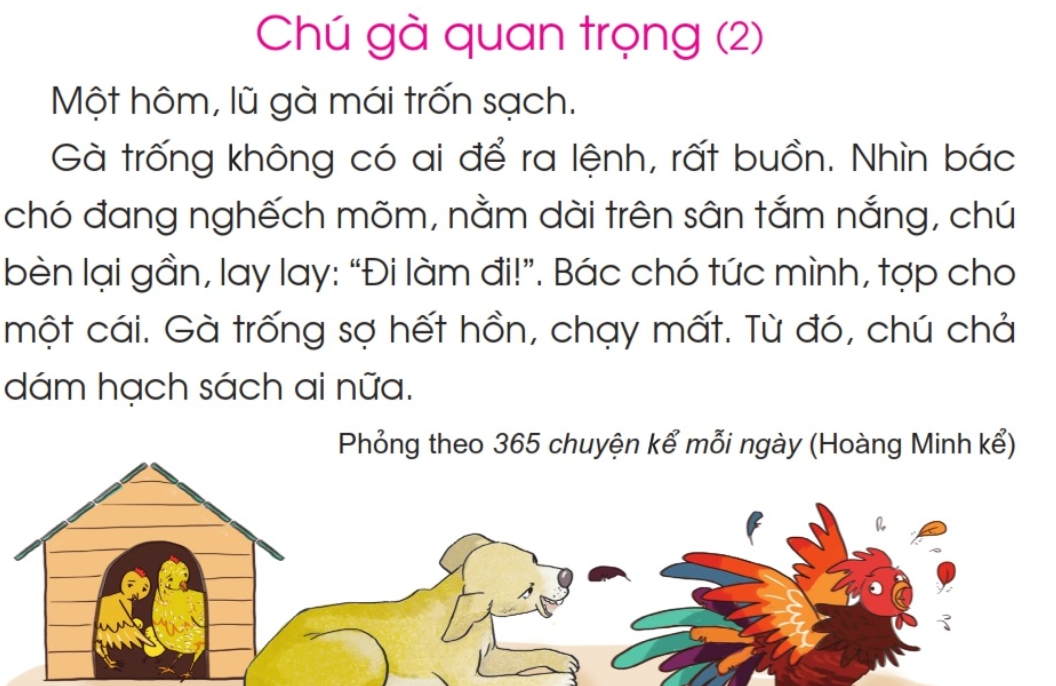 Chú gà quan trọng (2)
Một hôm, lũ gà mái trốn sạch.
Gà trống không có ai để ra lệnh, rất buồn. Nhìn bác
chó đang nghếch mõm, nằm dài trên sân tắm nắng, chú
bèn lại gần, lay lay: “Đi làm đi!”. Bác chó tức mình, tợp cho
một cái. Gà trống sợ hết hồn, chạy mất. Từ đó, chú chả
dám hạch sách ai nữa.
Phỏng theo 365 chuyện kể mỗi ngày (Hoàng Minh kể)